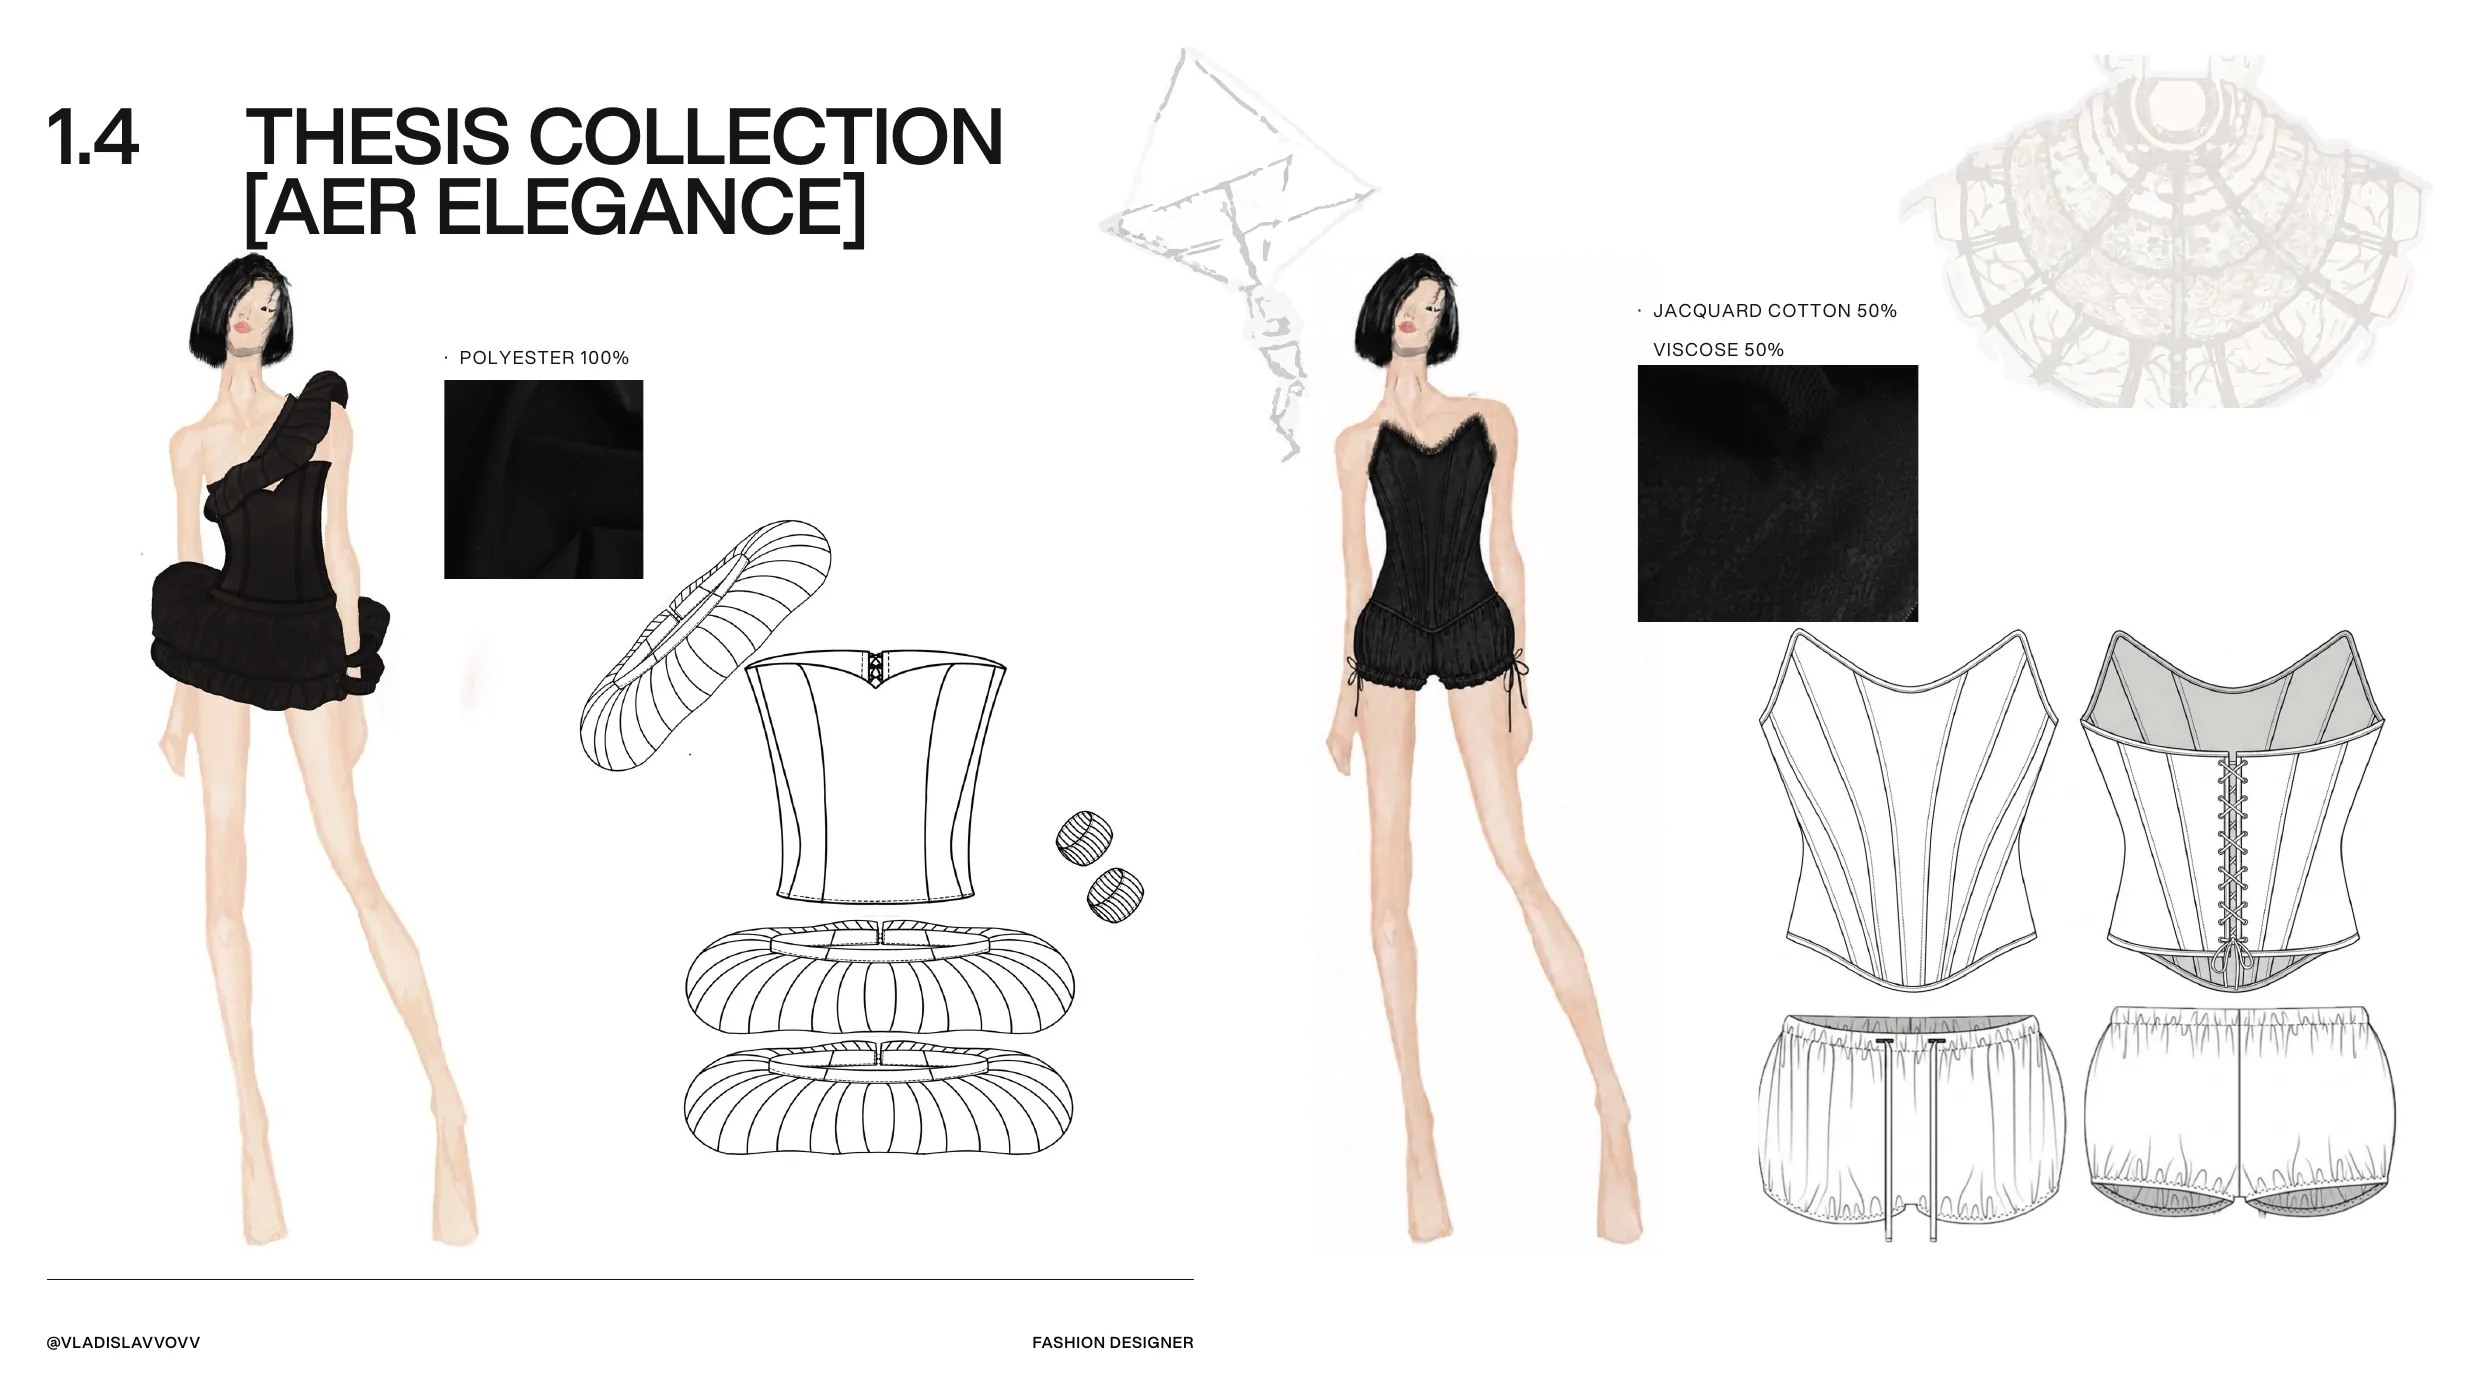 1.4
THESIS COLLECTION
[AER ELEGANCE]
· POLYESTER 100%
· JACQUARD COTTON 50%
VISCOSE 50%
@VLADISLAVVOVV
FASHION DESIGNER